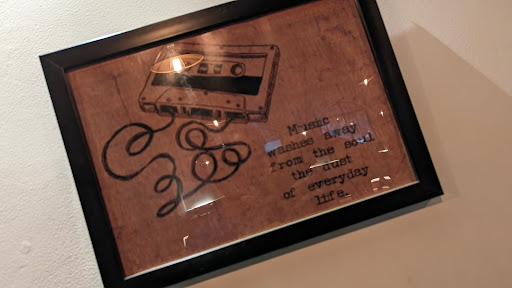 Music
washes away
from the soul
the dust
of everyday
life.